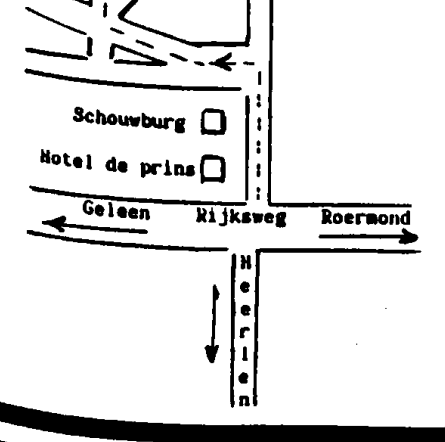 Schouwburg
Hotel de prins
Geleen
Rijksweg
Roermond
Heerlen